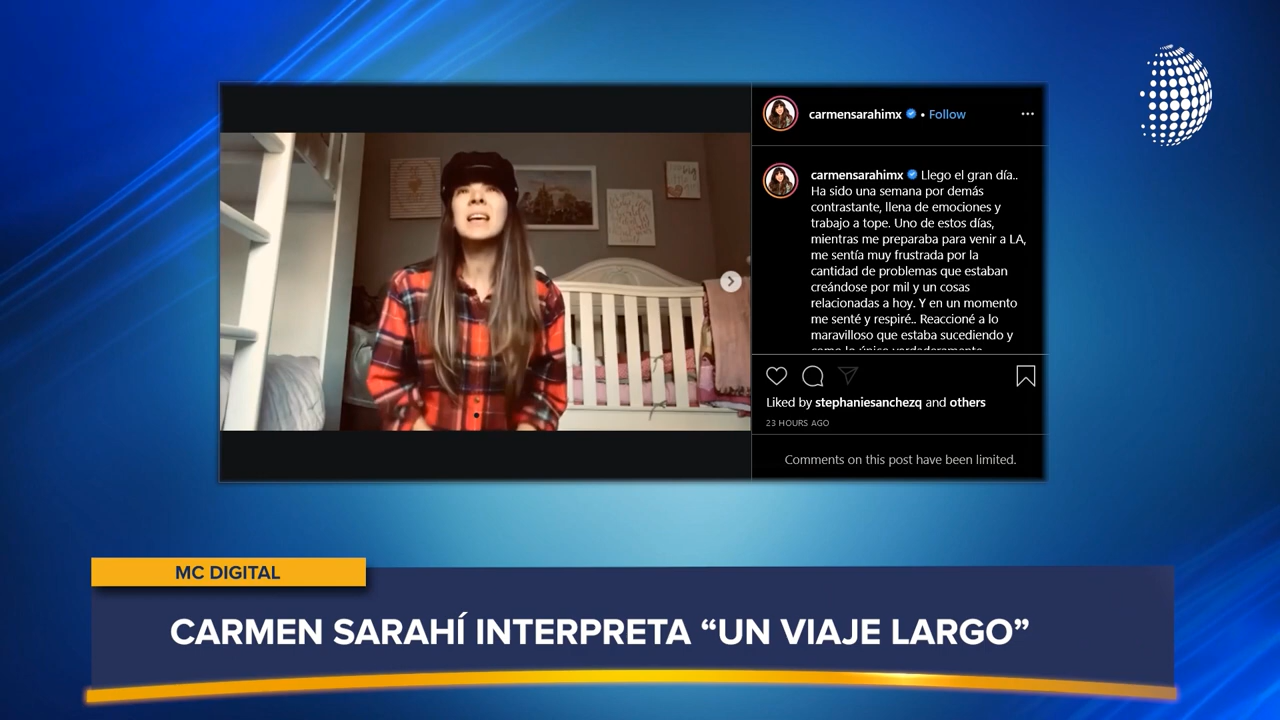 carmensarahimx • Follow
carmensarahimx Llego el gran día..
Ha sido una semana por demás
contrastante, llena de emociones y
trabajo a tope. Uno de estos días,
mientras me preparaba para venir a LA,
me sentía muy frustrada por la
cantidad de problemas que estaban
creándose por mil y un cosas
relacionadas a hoy. Y en un momento
me senté y respiré.. Reaccioné a lo
maravilloso que estaba sucediendo y
Liked by stephaniesanchezq and others
23 HOURS AGO
Comments on this post have been limited.
MC DIGITAL
CARMEN SARAHÍ INTERPRETA “UN VIAJE LARGO”